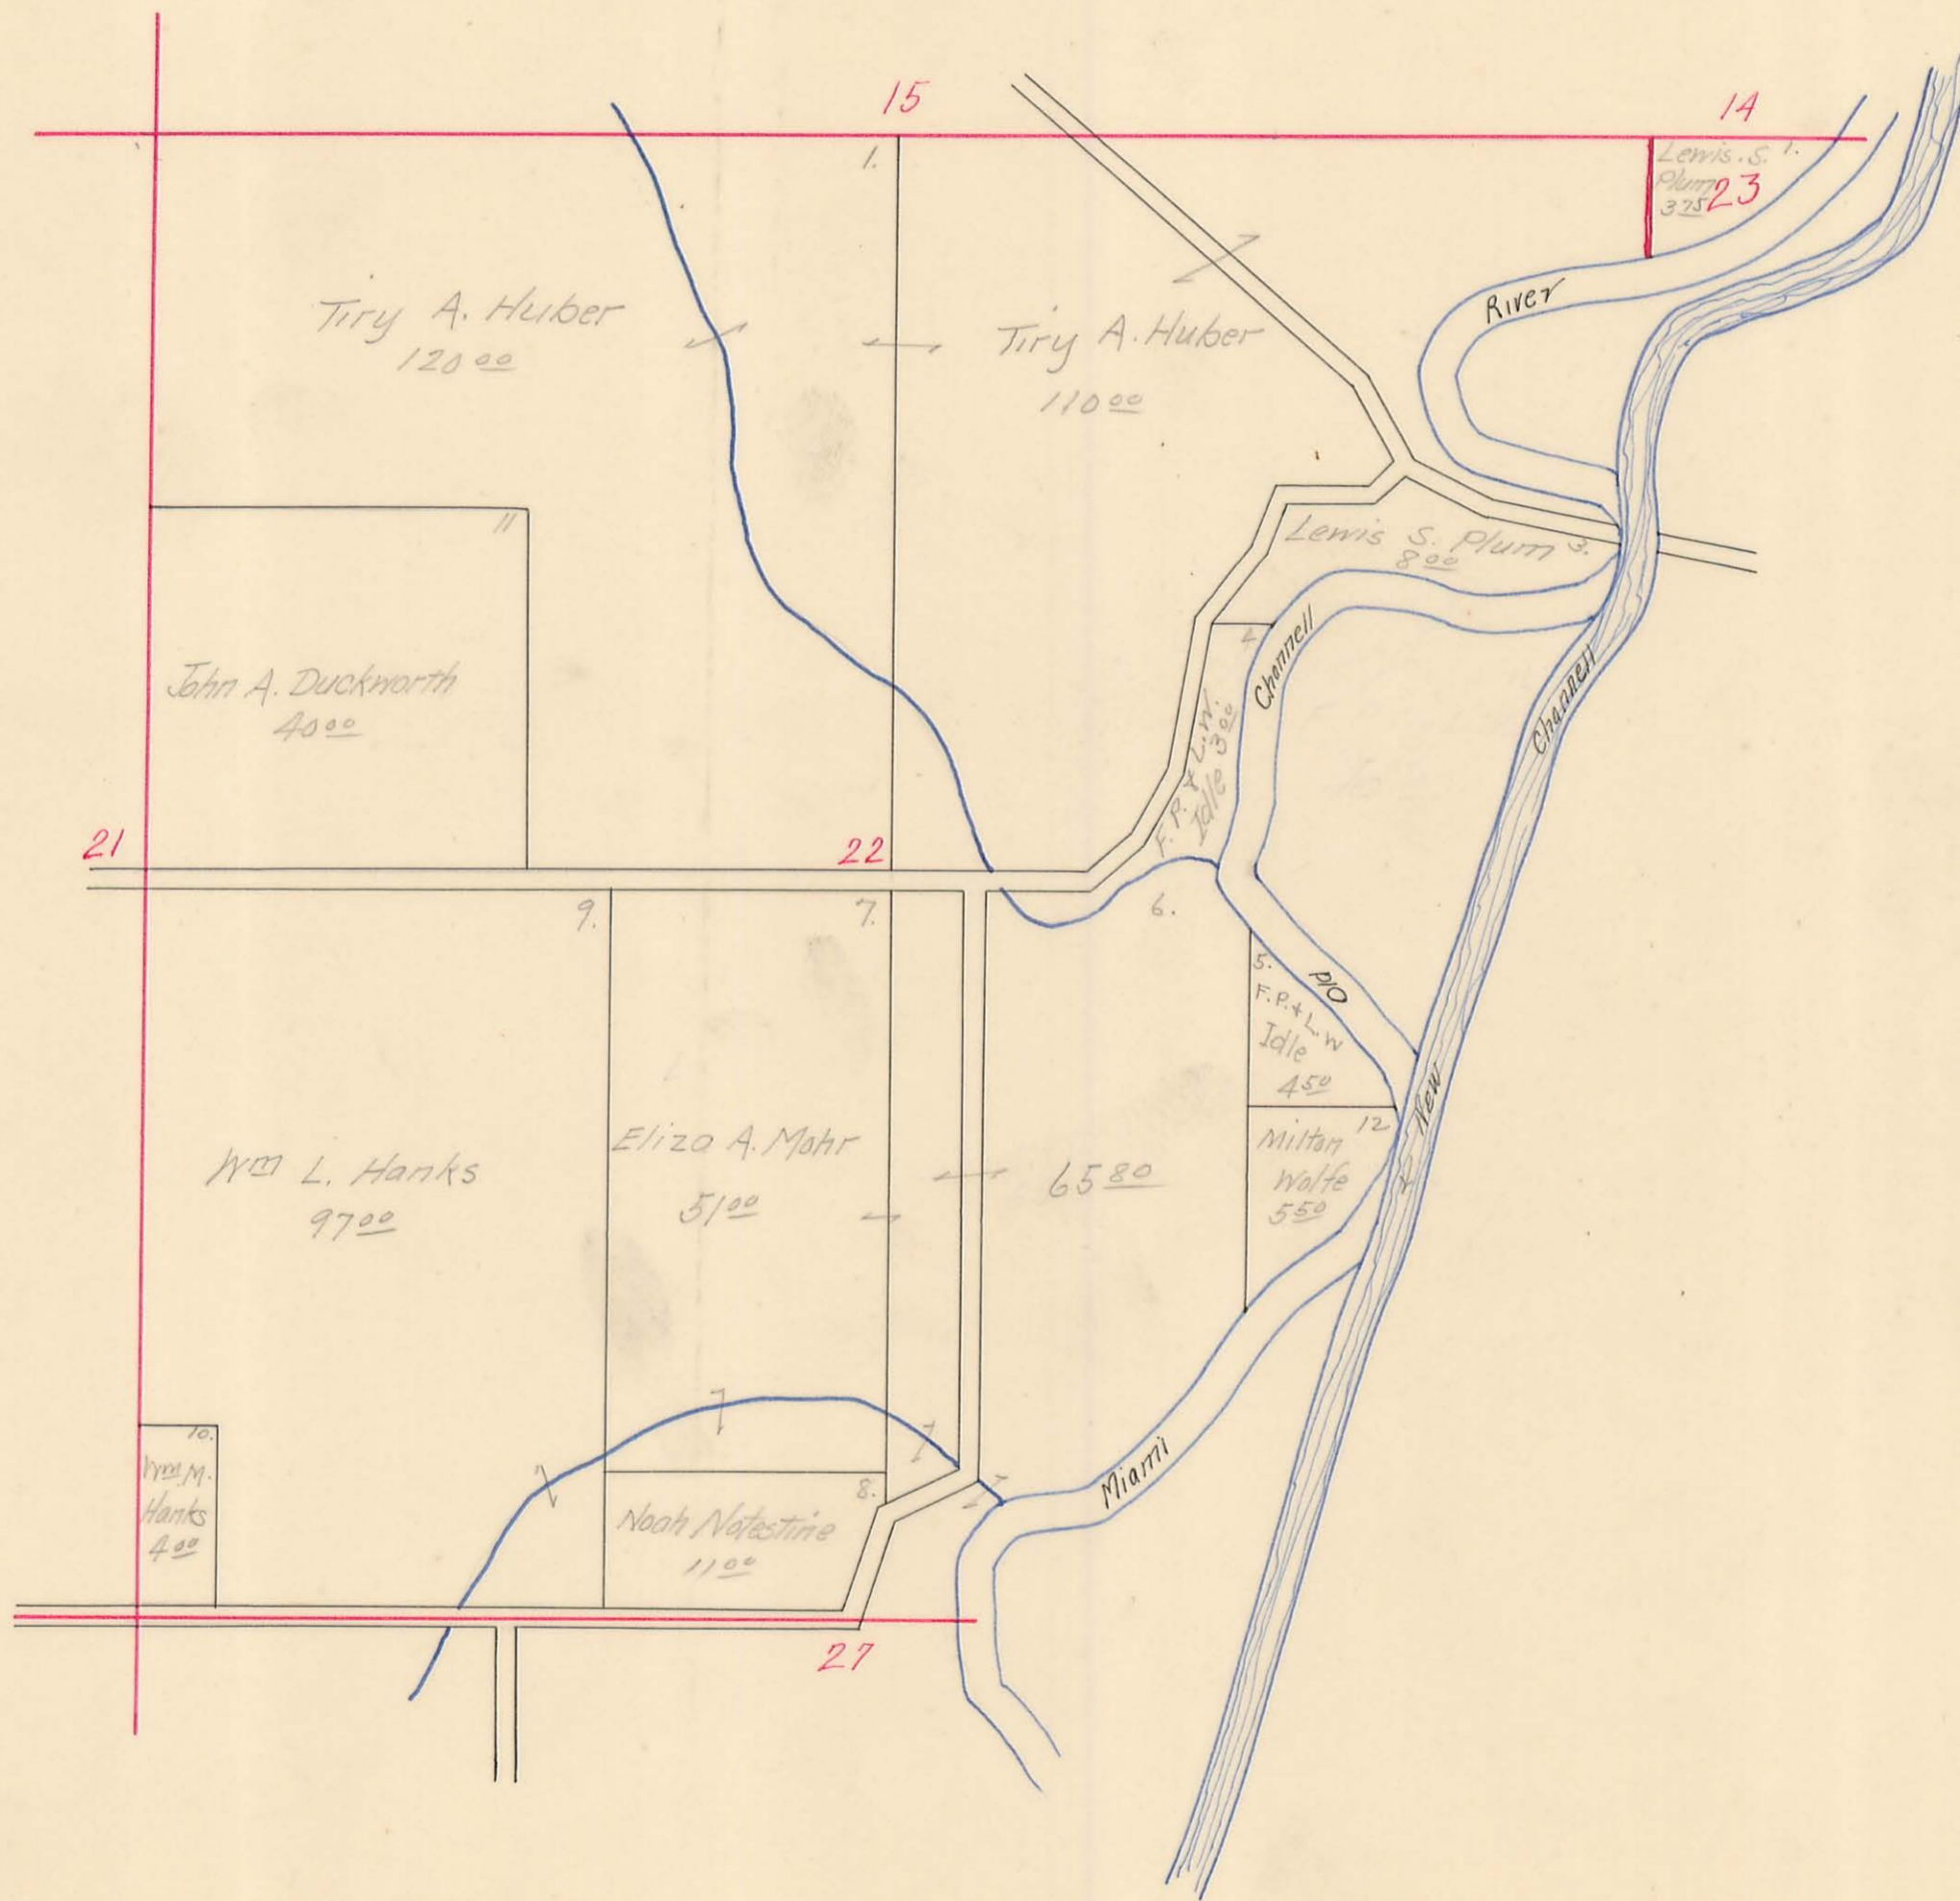 15
14
1.
Lewis. S. 1.
Plum
3 75
23
River
Tiry A. Huber
120 00
Tiry A. Huber
110 00
11
Lewis S. Plum 3.
8 00
4
Channell
Channell
John A. Duckworth
40 00
F. P. & L. W.
Idle 3 00
21
22
9.
7.
6.
5.
F.P. & L. W
Idle
4 50
Old
New
R
12
Milton
Wolfe
5 50
Wm L. Hanks
97 00
Eliza A. Mohr
51 00
65 80
10.
Wm. M.
Hanks
4 00
8.
Noah Notestine
11 00
Miami
27